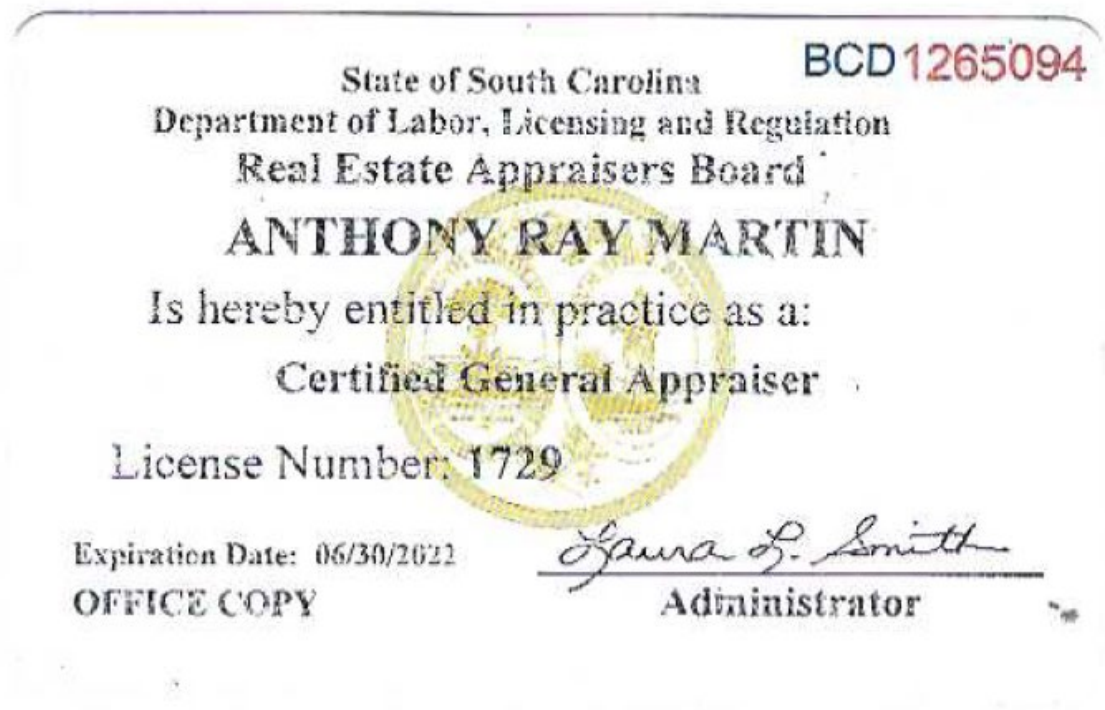 BCD 1265094
State of South Carolina
Department of Labor, Licensing and Regulation
Real Estate Appraisers Board
ANTHONY RAY MARTIN
Is hereby entitled in practice as a:
Certified General Appraiser
License Number: 1729
Expiration Date: 06/30/2022
Laura L. Smith
OFFICE COPY
Administrator